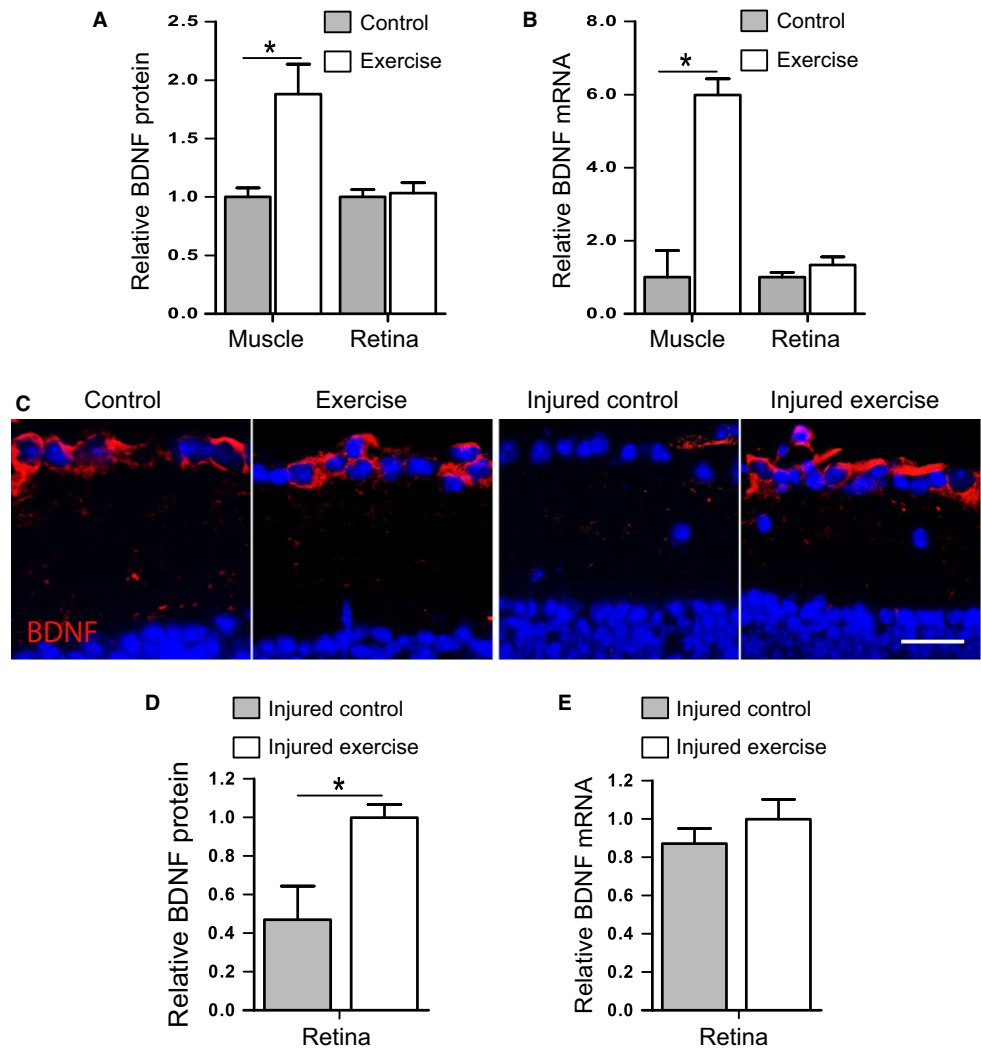 A
Control
Exercise
*
Relative BDNF protein
2.5
2.0
1.5
1.0
0.5
0.0
Muscle Retina
B
Control
Exercise
*
Relative BDNF mRNA
8.0
6.0
4.0
2.0
0.0
Muscle Retina
C Control Exercise Injured control Injured exercise
BDNF
D
Injured control
Injured exercise
*
Relative BDNF protein
1.2
1.0
0.8
0.6
0.4
0.2
0.0
Retina
E
Injured control
Injured exercise
Relative BDNF mRNA
1.2
1.0
0.8
0.6
0.4
0.2
0.0
Retina